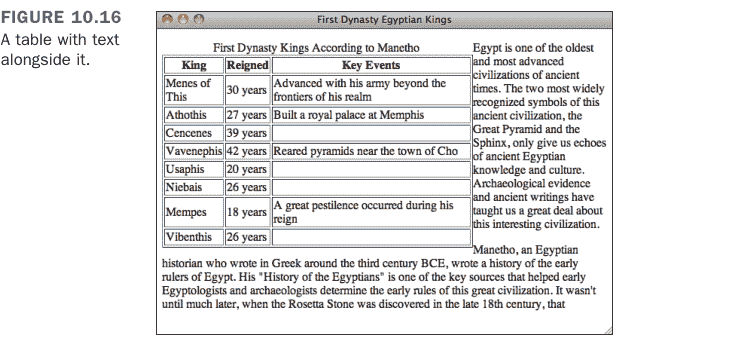 FIGURE 10.16
A table with text
alongside it.
First Dynasty Egyptian Kings
First Dynasty Kings According to Manetho
King Reigned Key Events
Menes of This 30 years Advanced with his army beyond the frontiers of his realm
Athothis 27 years Built a royal palace at Memphis
Cencenes 39 years
Vavenephis 42 years Reared pyramids near the town of Cho
Usaphis 20 years
Niebais 26 years
Mempes 18 years A great pestilence occurred during his reign
Vibenthis 26 years
Egypt is one of the oldest
and most advanced
civilizations of ancient
times. The two most widely
recognized symbols of this
ancient civilization, the
Great Pyramid and the
Sphinx, only give us echoes
of ancient Egyptian
knowledge and culture.
Archaeological evidence
and ancient writings have
taught us a great deal about
this interesting civilization.
Manetho, an Egyptian
historian who wrote in Greek around the third century BCE, wrote a history of the early
rulers of Egypt. His "History of the Egyptians" is one of the key sources that helped early
Egyptologists and archaeologists determine the early rules of this great civilization. It wasn't
until much later, when the Rosetta Stone was discovered in the late 18th century, that